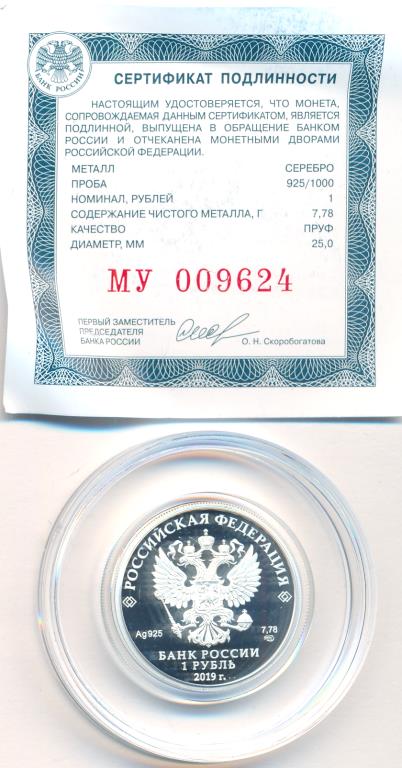 БАНК РОССИИ
СЕРТИФИКАТ ПОДЛИННОСТИ
НАСТОЯЩИМ УДОСТОВЕРЯЕТСЯ, ЧТО МОНЕТА,
СОПРОВОЖДАЕМАЯ ДАННЫМ СЕРТИФИКАТОМ, ЯВЛЯЕТСЯ
ПОДЛИННОЙ, ВЫПУЩЕНА В ОБРАЩЕНИЕ БАНКОМ
РОССИИ И ОТЧЕКАНЕНА МОНЕТНЫМИ ДВОРАМИ
РОССИЙСКОЙ ФЕДЕРАЦИИ.
МЕТАЛЛ СЕРЕБРО
ПРОБА 925/1000
НОМИНАЛ, РУБЛЕЙ 1
СОДЕРЖАНИЕ ЧИСТОГО МЕТАЛЛА, Г 7,78
КАЧЕСТВО ПРУФ
ДИАМЕТР, ММ 25,0
МУ 009624
ПЕРВЫЙ ЗАМЕСТИТЕЛЬ
ПРЕДСЕДАТЕЛЯ
БАНКА РОССИИ О. Н. Скоробогатова
РОССИЙСКАЯ ФЕДЕРАЦИЯ
Ag 925 7,78
БАНК РОССИИ
1 РУБЛЬ
2019 г.